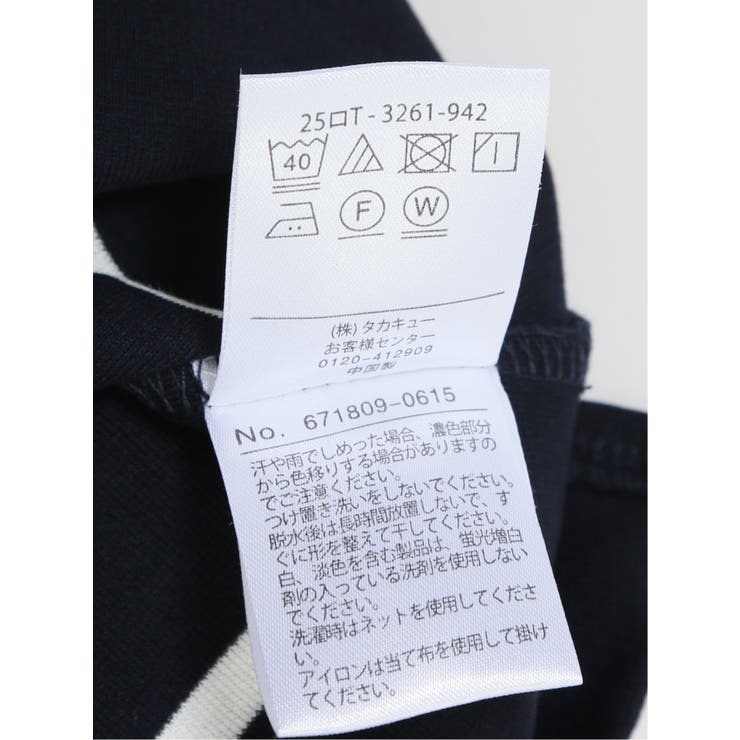 25ロT-3261-942
40
F W
(株)タカキュー
お客様センター
0120-412909
中国製
No. 671809-0615
汗や雨でしめった場合、濃色部分
から色移りする場合がありますの
でご注意ください。
つけ置き洗いをしないでください。
脱水後は長時間放置しないで、す
ぐに形を整えて干してください。
白、淡色を含む製品は、蛍光増白
剤の入っている洗剤を使用しない
でください。
洗濯時はネットを使用してくださ
い。
アイロンは当て布を使用して掛け
てください。